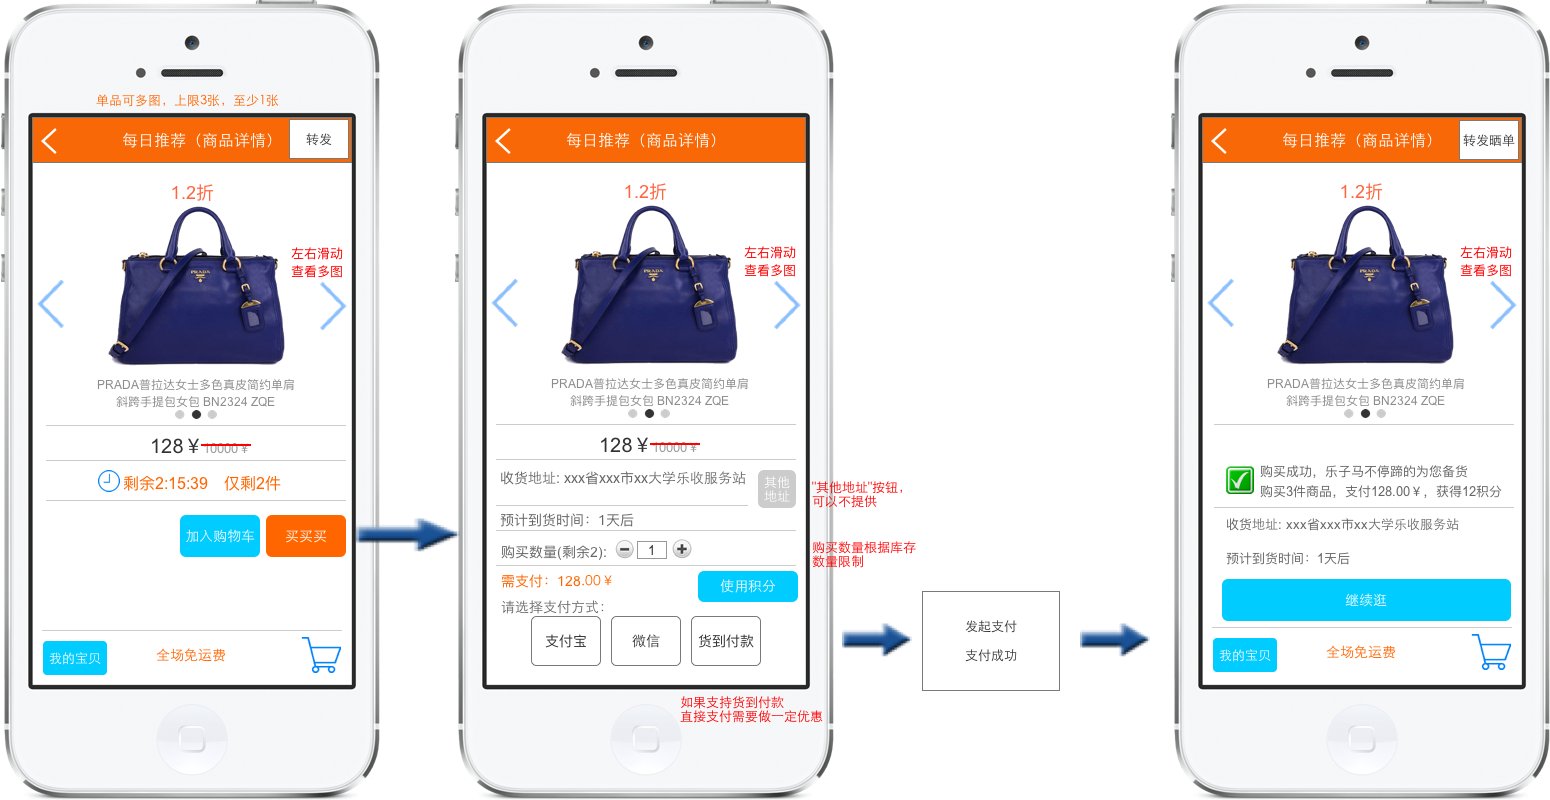 单品可多图，上限3张，至少1张
每日推荐（商品详情）
转发
1.2折
左右滑动
查看多图
PRADA
PRADA普拉达女士多色真皮简约单肩
斜跨手提包女包 BN2324 ZQE
128￥ 10000￥
剩余2:15:39 仅剩2件
加入购物车
买买买
我的宝贝
全场免运费
每日推荐（商品详情）
1.2折
左右滑动
查看多图
PRADA
PRADA普拉达女士多色真皮简约单肩
斜跨手提包女包 BN2324 ZQE
128￥ 10000￥
收货地址: xxx省xxx市xx大学乐收服务站
其他
地址
"其他地址"按钮，
可以不提供
预计到货时间：1天后
购买数量(剩余2): 1
购买数量根据库存
数量限制
需支付：128.00￥
使用积分
请选择支付方式：
支付宝
微信
货到付款
如果支持货到付款
直接支付需要做一定优惠
发起支付
支付成功
每日推荐（商品详情）
转发晒单
1.2折
左右滑动
查看多图
PRADA
PRADA普拉达女士多色真皮简约单肩
斜跨手提包女包 BN2324 ZQE
购买成功，乐子马不停蹄的为您备货
购买3件商品，支付128.00￥，获得12积分
收货地址: xxx省xxx市xx大学乐收服务站
预计到货时间：1天后
继续逛
我的宝贝
全场免运费